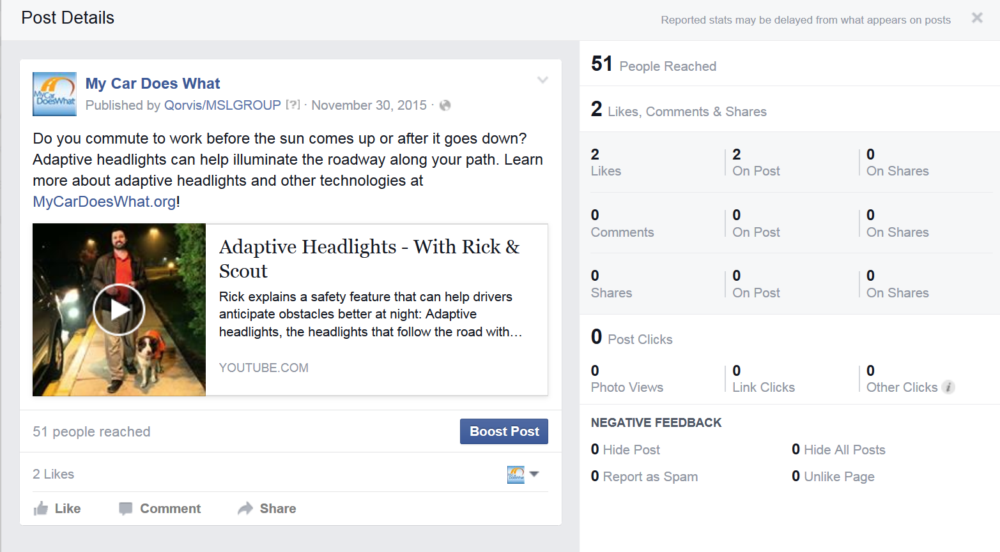 Post Details
Reported stats may be delayed from what appears on posts
My Car Does What
Published by Qorvis/MSLGROUP [?] · November 30, 2015 ·
MyCar
DoesWhat
Do you commute to work before the sun comes up or after it goes down?
Adaptive headlights can help illuminate the roadway along your path. Learn
more about adaptive headlights and other technologies at
MyCarDoesWhat.org!
Adaptive Headlights - With Rick &
Scout
Rick explains a safety feature that can help drivers
anticipate obstacles better at night: Adaptive
headlights, the headlights that follow the road with…
YOUTUBE.COM
51 people reached
Boost Post
2 Likes
Like Comment Share
51 People Reached
2 Likes, Comments & Shares
2 2 0
Likes On Post On Shares
0 0 0
Comments On Post On Shares
0 0 0
Shares On Post On Shares
0 Post Clicks
0 0 0
Photo Views Link Clicks Other Clicks i
NEGATIVE FEEDBACK
0 Hide Post 0 Hide All Posts
0 Report as Spam 0 Unlike Page